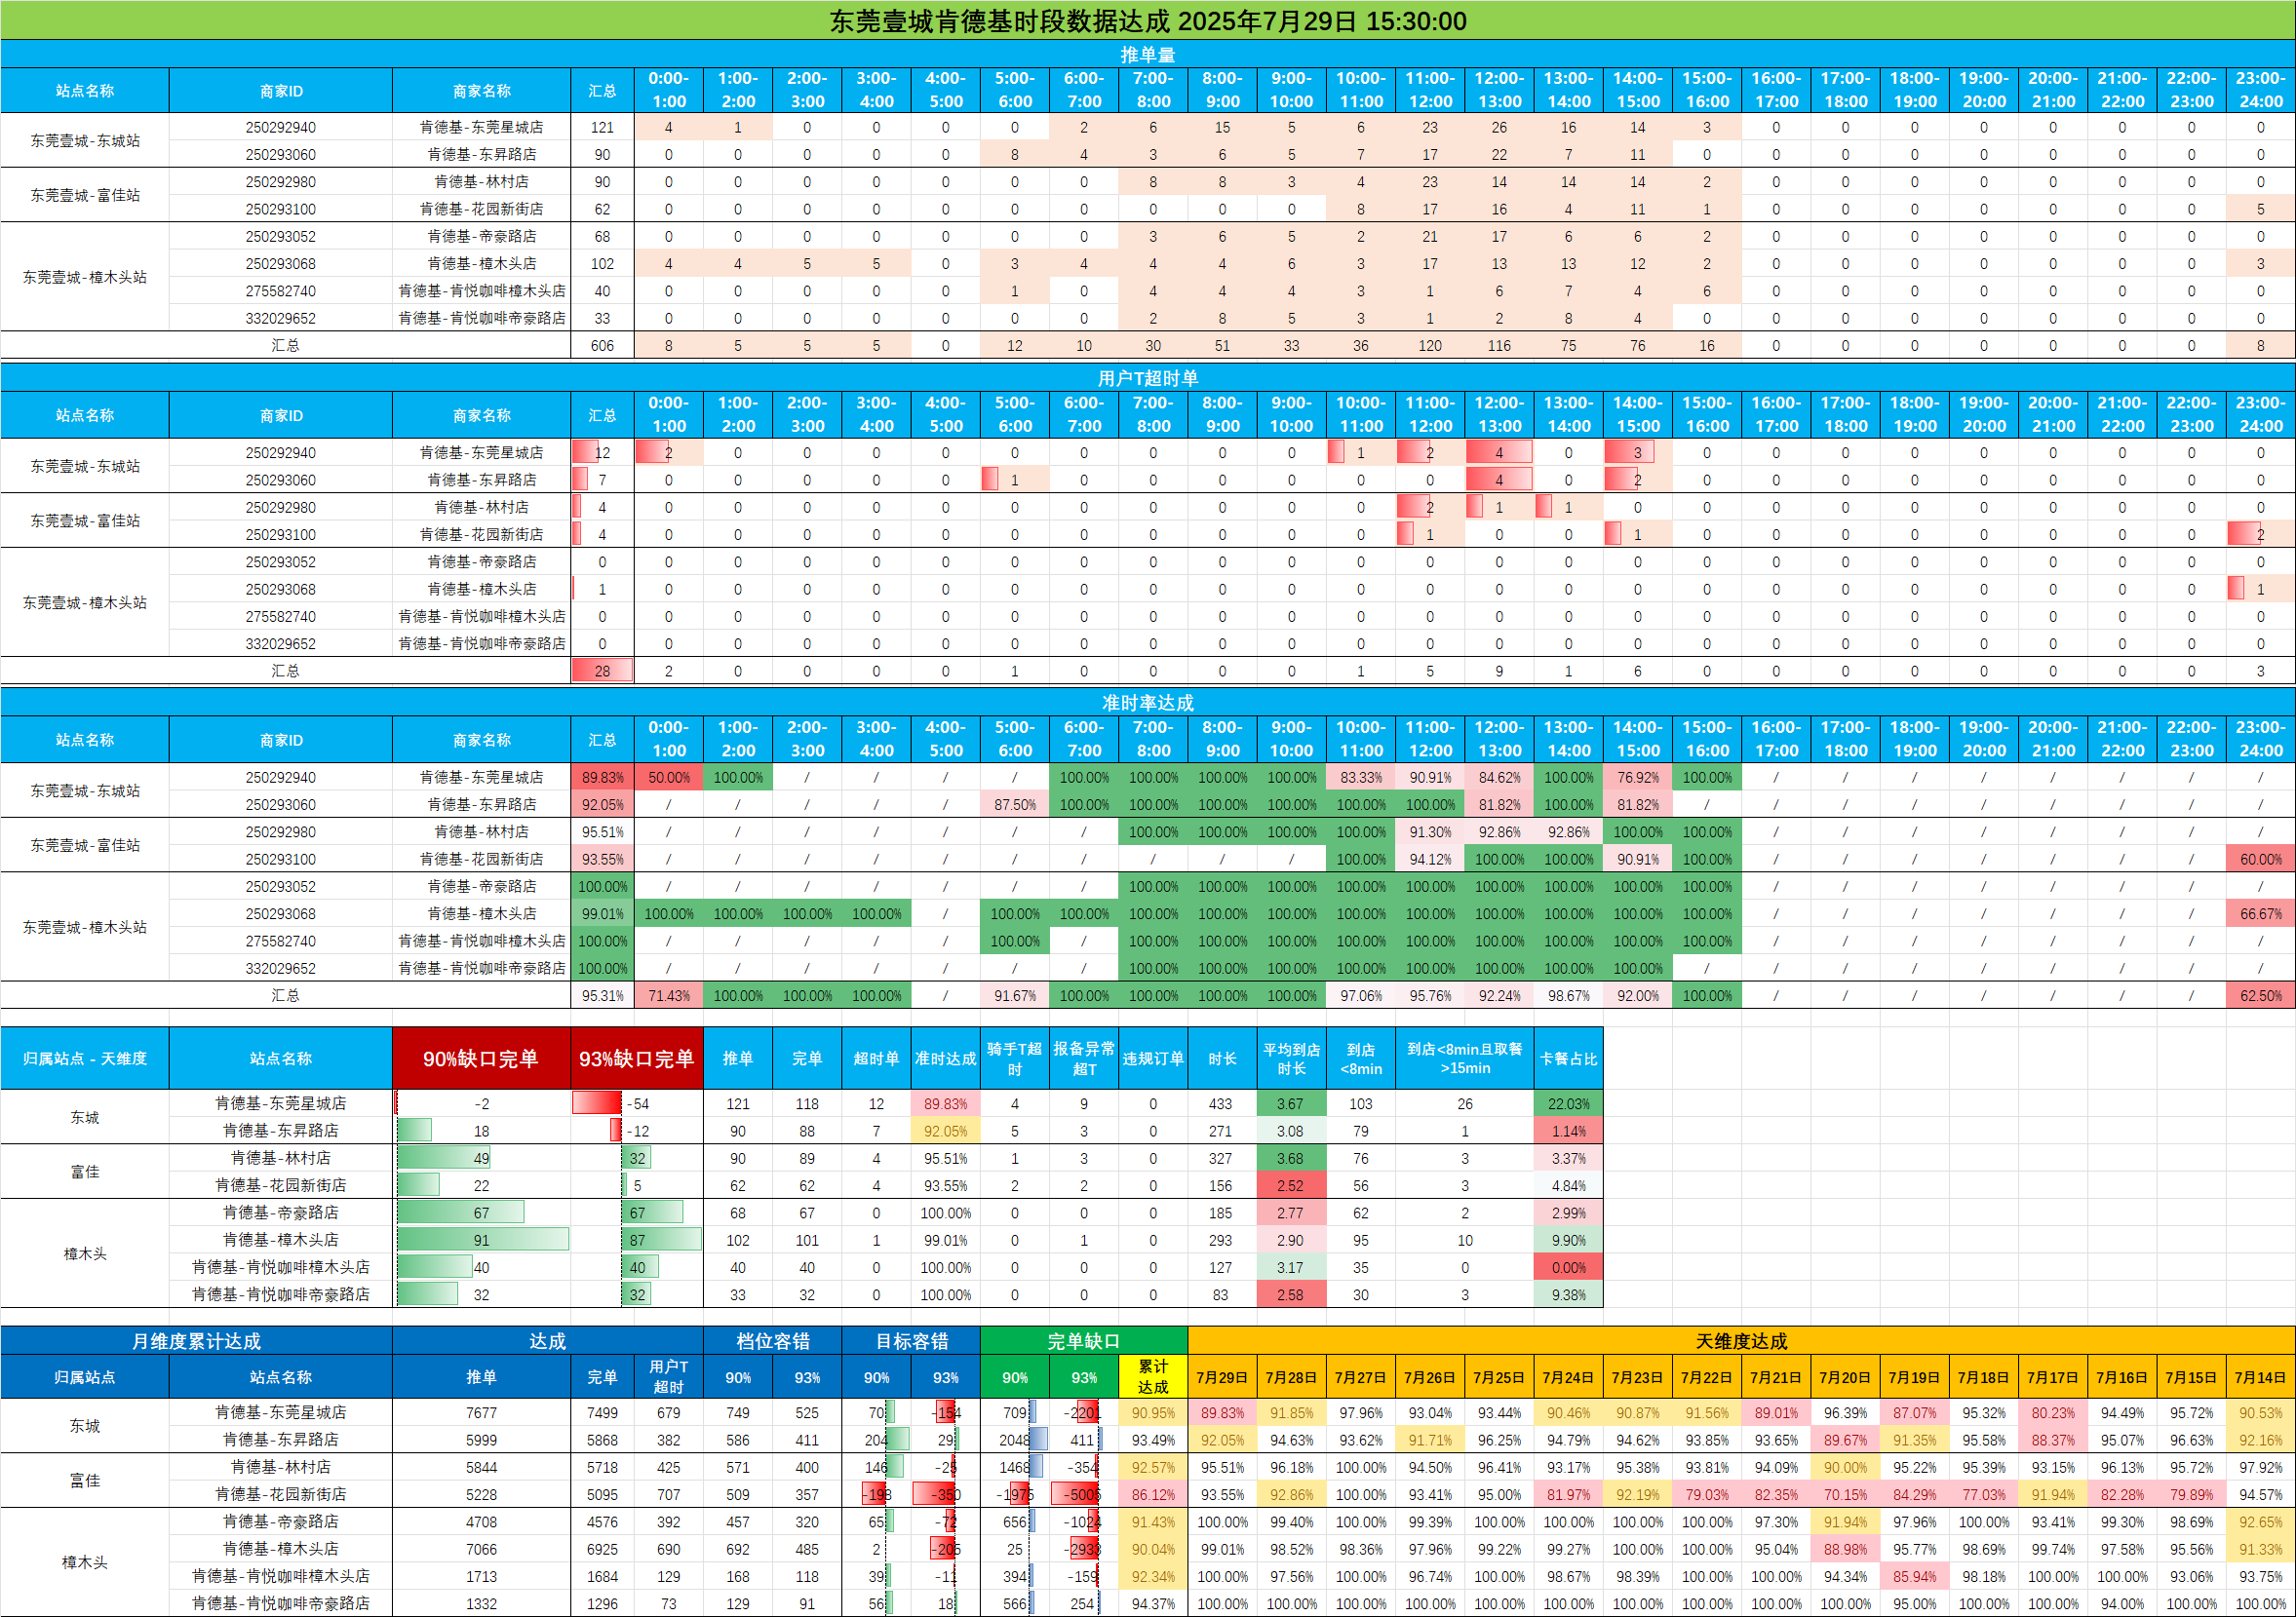 东莞壹城肯德基时段数据达成 2025年7月29日 15:30:00
推单量
站点名称 商家ID 商家名称 汇总 0:00-1:00 1:00-2:00 2:00-3:00 3:00-4:00 4:00-5:00 5:00-6:00 6:00-7:00 7:00-8:00 8:00-9:00 9:00-10:00 10:00-11:00 11:00-12:00 12:00-13:00 13:00-14:00 14:00-15:00 15:00-16:00 16:00-17:00 17:00-18:00 18:00-19:00 19:00-20:00 20:00-21:00 21:00-22:00 22:00-23:00 23:00-24:00
东莞壹城-东城站 250292940 肯德基-东莞星城店 121 4 1 0 0 0 0 2 6 15 5 6 23 26 16 14 3 0 0 0 0 0 0 0 0
250293060 肯德基-东昇路店 90 0 0 0 0 0 8 4 3 6 5 7 17 22 7 11 0 0 0 0 0 0 0 0 0
东莞壹城-富佳站 250292980 肯德基-林村店 90 0 0 0 0 0 0 0 8 8 3 4 23 14 14 14 2 0 0 0 0 0 0 0 0
250293100 肯德基-花园新街店 62 0 0 0 0 0 0 0 0 0 0 8 17 16 4 11 1 0 0 0 0 0 0 0 5
东莞壹城-樟木头站 250293052 肯德基-帝豪路店 68 0 0 0 0 0 0 0 3 6 5 2 21 17 6 6 2 0 0 0 0 0 0 0 0
250293068 肯德基-樟木头店 102 4 4 5 5 0 3 4 4 4 6 3 17 13 13 12 2 0 0 0 0 0 0 0 3
275582740 肯德基-肯悦咖啡樟木头店 40 0 0 0 0 0 1 0 4 4 4 3 1 6 7 4 6 0 0 0 0 0 0 0 0
332029652 肯德基-肯悦咖啡帝豪路店 33 0 0 0 0 0 0 0 2 8 5 3 1 2 8 4 0 0 0 0 0 0 0 0 0
汇总 606 8 5 5 5 0 12 10 30 51 33 36 120 116 75 76 16 0 0 0 0 0 0 0 8
用户T超时单
站点名称 商家ID 商家名称 汇总 0:00-1:00 1:00-2:00 2:00-3:00 3:00-4:00 4:00-5:00 5:00-6:00 6:00-7:00 7:00-8:00 8:00-9:00 9:00-10:00 10:00-11:00 11:00-12:00 12:00-13:00 13:00-14:00 14:00-15:00 15:00-16:00 16:00-17:00 17:00-18:00 18:00-19:00 19:00-20:00 20:00-21:00 21:00-22:00 22:00-23:00 23:00-24:00
东莞壹城-东城站 250292940 肯德基-东莞星城店 12 2 0 0 0 0 0 0 0 0 0 1 2 4 0 3 0 0 0 0 0 0 0 0 0
250293060 肯德基-东昇路店 7 0 0 0 0 0 1 0 0 0 0 0 0 4 0 2 0 0 0 0 0 0 0 0 0
东莞壹城-富佳站 250292980 肯德基-林村店 4 0 0 0 0 0 0 0 0 0 0 0 2 1 1 0 0 0 0 0 0 0 0 0 0
250293100 肯德基-花园新街店 4 0 0 0 0 0 0 0 0 0 0 0 1 0 0 1 0 0 0 0 0 0 0 0 2
东莞壹城-樟木头站 250293052 肯德基-帝豪路店 0 0 0 0 0 0 0 0 0 0 0 0 0 0 0 0 0 0 0 0 0 0 0 0 0
250293068 肯德基-樟木头店 1 0 0 0 0 0 0 0 0 0 0 0 0 0 0 0 0 0 0 0 0 0 0 0 1
275582740 肯德基-肯悦咖啡樟木头店 0 0 0 0 0 0 0 0 0 0 0 0 0 0 0 0 0 0 0 0 0 0 0 0 0
332029652 肯德基-肯悦咖啡帝豪路店 0 0 0 0 0 0 0 0 0 0 0 0 0 0 0 0 0 0 0 0 0 0 0 0 0
汇总 28 2 0 0 0 0 1 0 0 0 0 1 5 9 1 6 0 0 0 0 0 0 0 0 3
准时率达成
站点名称 商家ID 商家名称 汇总 0:00-1:00 1:00-2:00 2:00-3:00 3:00-4:00 4:00-5:00 5:00-6:00 6:00-7:00 7:00-8:00 8:00-9:00 9:00-10:00 10:00-11:00 11:00-12:00 12:00-13:00 13:00-14:00 14:00-15:00 15:00-16:00 16:00-17:00 17:00-18:00 18:00-19:00 19:00-20:00 20:00-21:00 21:00-22:00 22:00-23:00 23:00-24:00
东莞壹城-东城站 250292940 肯德基-东莞星城店 89.83% 50.00% 100.00% / / / / 100.00% 100.00% 100.00% 100.00% 83.33% 90.91% 84.62% 100.00% 76.92% 100.00% / / / / / / / /
250293060 肯德基-东昇路店 92.05% / / / / / 87.50% 100.00% 100.00% 100.00% 100.00% 100.00% 100.00% 81.82% 100.00% 81.82% / / / / / / / / /
东莞壹城-富佳站 250292980 肯德基-林村店 95.51% / / / / / / / 100.00% 100.00% 100.00% 100.00% 91.30% 92.86% 92.86% 100.00% 100.00% / / / / / / / /
250293100 肯德基-花园新街店 93.55% / / / / / / / / / / 100.00% 94.12% 100.00% 100.00% 90.91% 100.00% / / / / / / / 60.00%
东莞壹城-樟木头站 250293052 肯德基-帝豪路店 100.00% / / / / / / / 100.00% 100.00% 100.00% 100.00% 100.00% 100.00% 100.00% 100.00% 100.00% / / / / / / / /
250293068 肯德基-樟木头店 99.01% 100.00% 100.00% 100.00% 100.00% / 100.00% 100.00% 100.00% 100.00% 100.00% 100.00% 100.00% 100.00% 100.00% 100.00% 100.00% / / / / / / / 66.67%
275582740 肯德基-肯悦咖啡樟木头店 100.00% / / / / / 100.00% / 100.00% 100.00% 100.00% 100.00% 100.00% 100.00% 100.00% 100.00% 100.00% / / / / / / / /
332029652 肯德基-肯悦咖啡帝豪路店 100.00% / / / / / / / 100.00% 100.00% 100.00% 100.00% 100.00% 100.00% 100.00% 100.00% / / / / / / / / /
汇总 95.31% 71.43% 100.00% 100.00% 100.00% / 91.67% 100.00% 100.00% 100.00% 100.00% 97.06% 95.76% 92.24% 98.67% 92.00% 100.00% / / / / / / / 62.50%
归属站点 - 天维度 站点名称 90%缺口完单 93%缺口完单 推单 完单 超时单 准时达成 骑手T超时 报备异常超T 违规订单 时长 平均到店时长 到店<8min 到店<8min且取餐>15min 卡餐占比
东城 肯德基-东莞星城店 -2 -54 121 118 12 89.83% 4 9 0 433 3.67 103 26 22.03%
肯德基-东昇路店 18 -12 90 88 7 92.05% 5 3 0 271 3.08 79 1 1.14%
富佳 肯德基-林村店 49 32 90 89 4 95.51% 1 3 0 327 3.68 76 3 3.37%
肯德基-花园新街店 22 5 62 62 4 93.55% 2 2 0 156 2.52 56 3 4.84%
樟木头 肯德基-帝豪路店 67 67 68 67 0 100.00% 0 0 0 185 2.77 62 2 2.99%
肯德基-樟木头店 91 87 102 101 1 99.01% 0 1 0 293 2.90 95 10 9.90%
肯德基-肯悦咖啡樟木头店 40 40 40 40 0 100.00% 0 0 0 127 3.17 35 0 0.00%
肯德基-肯悦咖啡帝豪路店 32 32 33 32 0 100.00% 0 0 0 83 2.58 30 3 9.38%
月维度累计达成 达成 档位容错 目标容错 完单缺口 天维度达成
归属站点 站点名称 推单 完单 用户T超时 90% 93% 90% 93% 90% 93% 累计达成 7月29日 7月28日 7月27日 7月26日 7月25日 7月24日 7月23日 7月22日 7月21日 7月20日 7月19日 7月18日 7月17日 7月16日 7月15日 7月14日
东城 肯德基-东莞星城店 7677 7499 679 749 525 70 -154 709 -2201 90.95% 89.83% 91.85% 97.96% 93.04% 93.44% 90.46% 90.87% 91.56% 89.01% 96.39% 87.07% 95.32% 80.23% 94.49% 95.72% 90.53%
肯德基-东昇路店 5999 5868 382 586 411 204 29 2048 411 93.49% 92.05% 94.63% 93.62% 91.71% 96.25% 94.79% 94.62% 93.85% 93.65% 89.67% 91.35% 95.58% 88.37% 95.07% 96.63% 92.16%
富佳 肯德基-林村店 5844 5718 425 571 400 146 -25 1468 -354 92.57% 95.51% 96.18% 100.00% 94.50% 96.41% 93.17% 95.38% 93.81% 94.09% 90.00% 95.22% 95.39% 93.15% 96.13% 95.72% 97.92%
肯德基-花园新街店 5228 5095 707 509 357 -198 -350 -1975 -5005 86.12% 93.55% 92.86% 100.00% 93.41% 95.00% 81.97% 92.19% 79.03% 82.35% 70.15% 84.29% 77.03% 91.94% 82.28% 79.89% 94.57%
樟木头 肯德基-帝豪路店 4708 4576 392 457 320 65 -72 656 -1024 91.43% 100.00% 99.40% 100.00% 99.39% 100.00% 100.00% 100.00% 100.00% 97.30% 91.94% 97.96% 100.00% 93.41% 99.30% 98.69% 92.65%
肯德基-樟木头店 7066 6925 690 692 485 2 -205 25 -2933 90.04% 99.01% 98.52% 98.36% 97.96% 99.22% 99.27% 100.00% 100.00% 95.04% 88.98% 95.77% 98.69% 99.74% 97.58% 95.56% 91.33%
肯德基-肯悦咖啡樟木头店 1713 1684 129 168 118 39 -11 394 -159 92.34% 100.00% 97.56% 100.00% 96.74% 100.00% 98.67% 98.39% 100.00% 100.00% 94.34% 85.94% 98.18% 100.00% 100.00% 93.06% 93.75%
肯德基-肯悦咖啡帝豪路店 1332 1296 73 129 91 56 18 566 254 94.37% 100.00% 100.00% 100.00% 100.00% 100.00% 100.00% 100.00% 100.00% 100.00% 100.00% 95.00% 100.00% 100.00% 94.00% 100.00% 100.00%